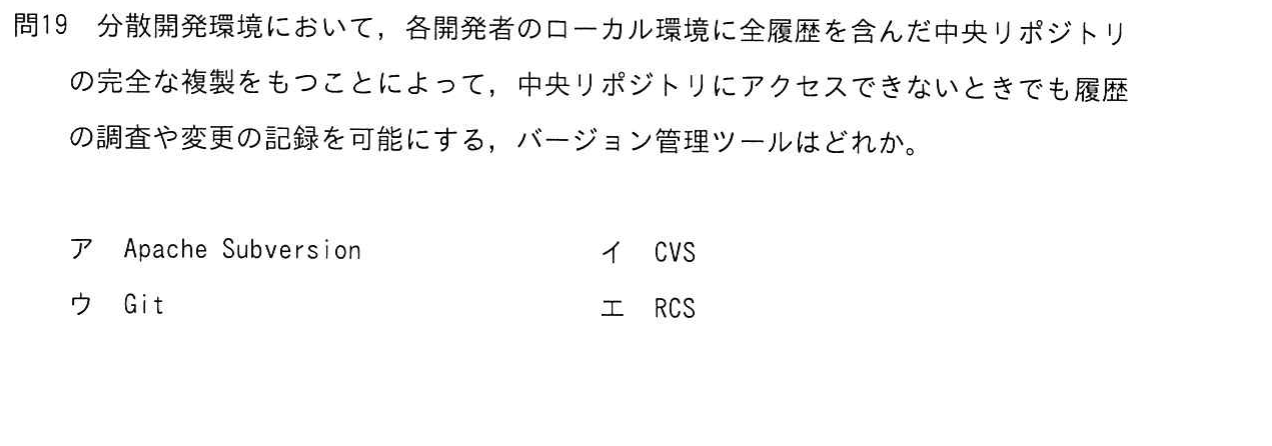 問19　分散開発環境において，各開発者のローカル環境に全履歴を含んだ中央リポジトリ
の完全な複製をもつことによって，中央リポジトリにアクセスできないときでも履歴
の調査や変更の記録を可能にする，バージョン管理ツールはどれか。
ア　Apache Subversion　イ　CVS
ウ　Git　エ　RCS